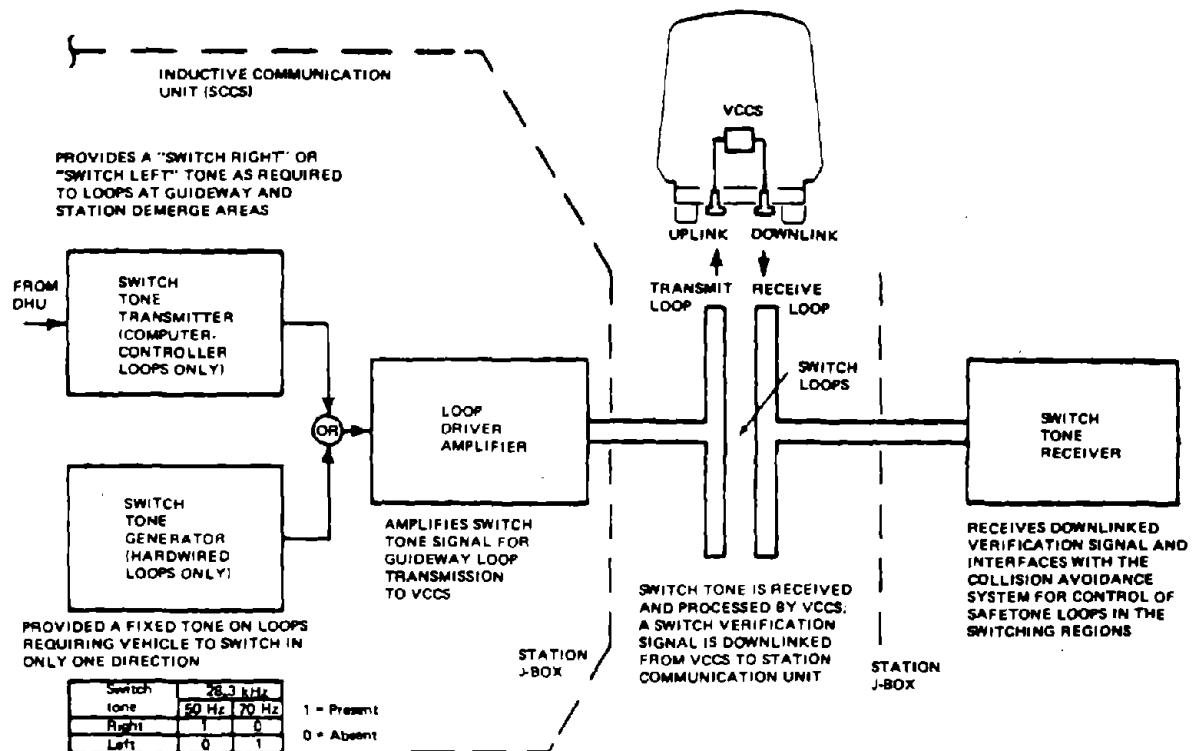 INDUCTIVE COMMUNICATION
UNIT (SCCS)
PROVIDES A "SWITCH RIGHT" OR
"SWITCH LEFT" TONE AS REQUIRED
TO LOOPS AT GUIDEWAY AND
STATION DEMERGE AREAS
FROM
DHU
SWITCH
TONE
TRANSMITTER
(COMPUTER-
CONTROLLER
LOOPS ONLY)
OR
SWITCH
TONE
GENERATOR
(HARDWIRED
LOOPS ONLY)
PROVIDED A FIXED TONE ON LOOPS
REQUIRING VEHICLE TO SWITCH IN
ONLY ONE DIRECTION
LOOP
DRIVER
AMPLIFIER
AMPLIFIES SWITCH
TONE SIGNAL FOR
GUIDEWAY LOOP
TRANSMISSION
TO VCCS
VCCS
UPLINK DOWNLINK
TRANSMIT RECEIVE
LOOP LOOP
SWITCH
LOOPS
SWITCH TONE IS RECEIVED
AND PROCESSED BY VCCS;
A SWITCH VERIFICATION
SIGNAL IS DOWNLINKED
FROM VCCS TO STATION
COMMUNICATION UNIT
STATION
J-BOX
STATION
J-BOX
SWITCH
TONE
RECEIVER
RECEIVES DOWNLINKED
VERIFICATION SIGNAL AND
INTERFACES WITH THE
COLLISION AVOIDANCE
SYSTEM FOR CONTROL OF
SAFETONE LOOPS IN THE
SWITCHING REGIONS
Switch 28.3 kHz
tone 50 Hz 70 Hz
Right 1 0
Left 0 1
1 = Present
0 = Absent